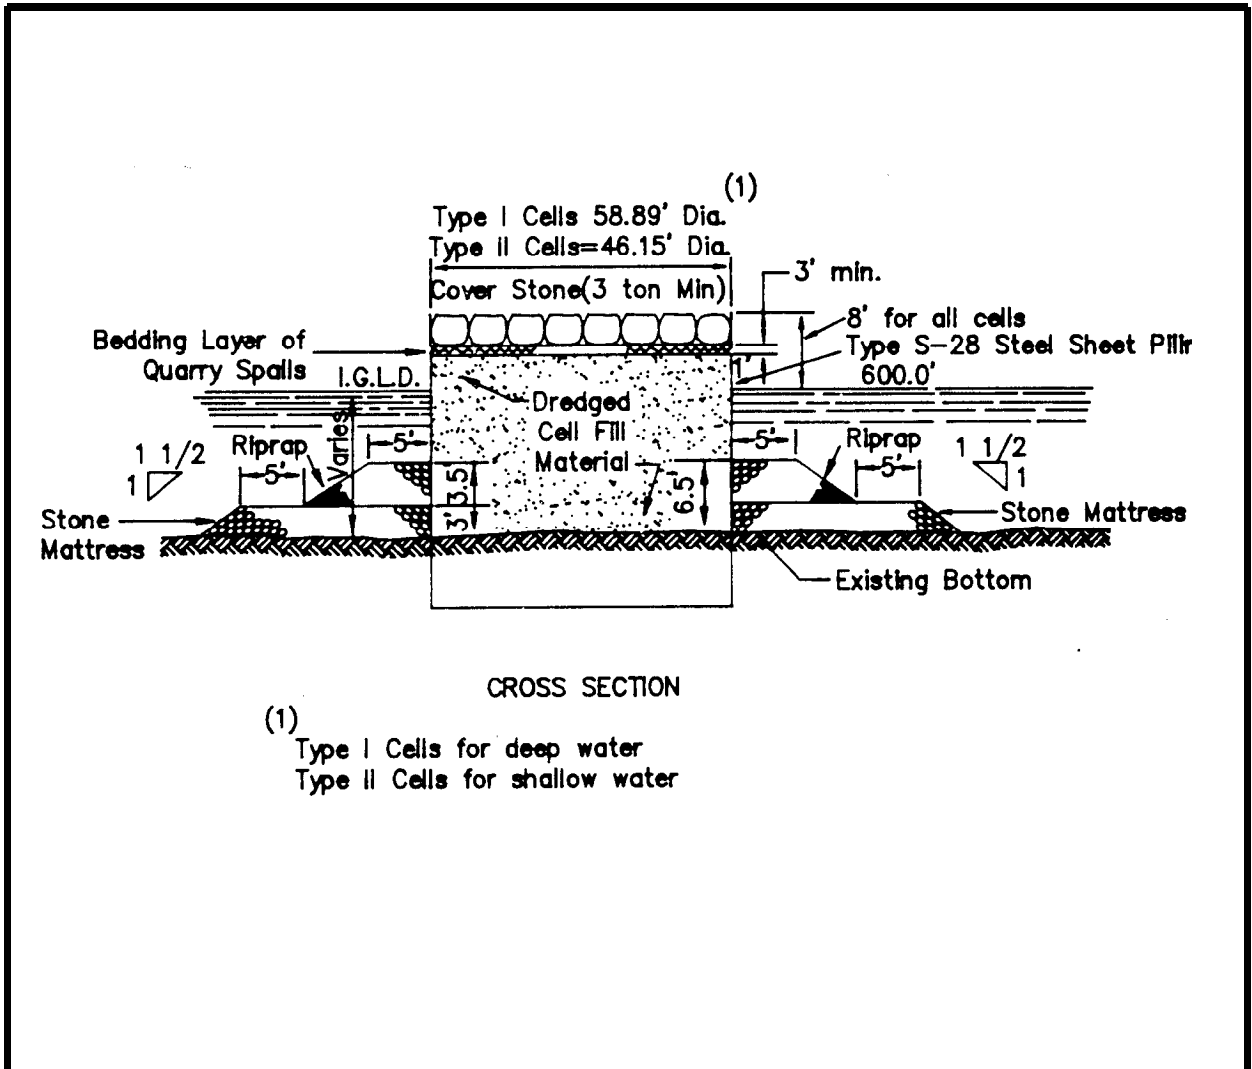 (1)
Type I Cells 58.89' Dia.
Type II Cells=46.15' Dia.
3' min.
Cover Stone(3 ton Min)
8' for all cells
Bedding Layer of
Quarry Spalls
Type S-28 Steel Sheet
I.G.L.D.
1'
600.0'
Dredged
Cell Fill
Material
Varies
1 1/2
1
Riprap
5'
5'
5'
Riprap
5'
1 1/2
1
3.5'
3'
6.5'
Stone
Mattress
Stone Mattress
Existing Bottom
CROSS SECTION
(1)
Type I Cells for deep water
Type II Cells for shallow water